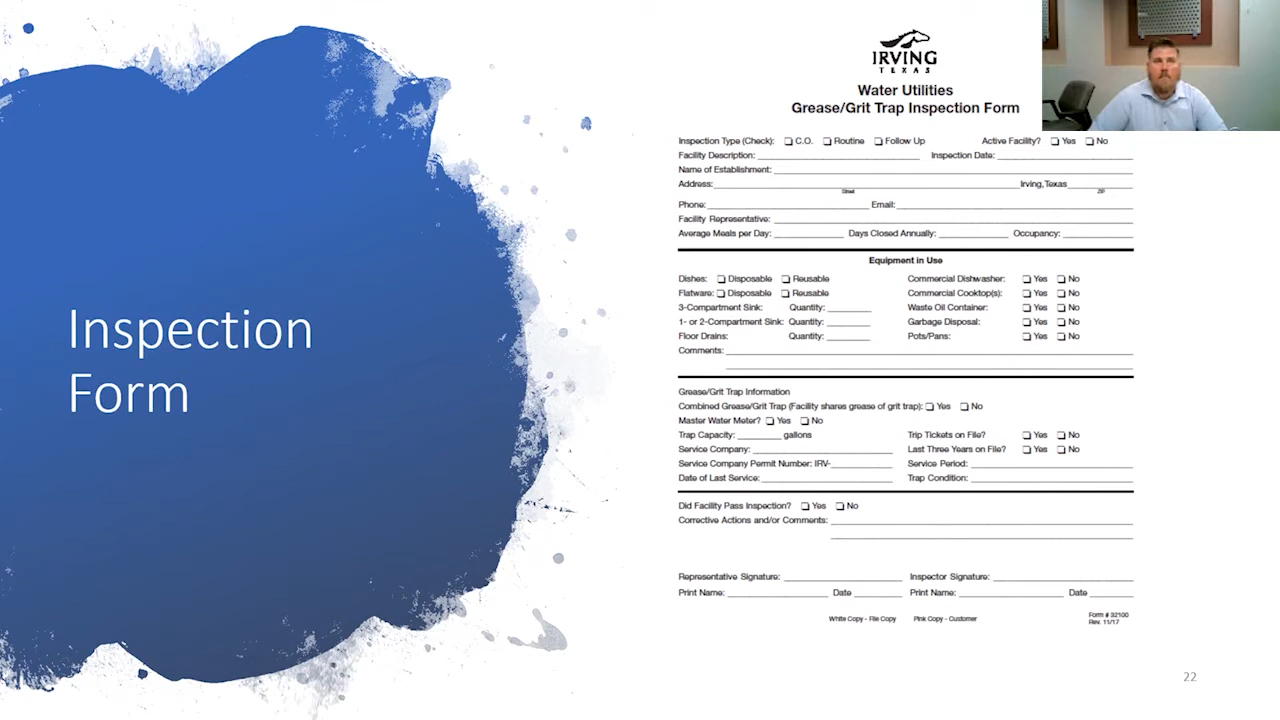 Inspection
Form
IRVING
TEXAS
Water Utilities
Grease/Grit Trap Inspection Form
Inspection Type (Check): ❑ C.O. ❑ Routine ❑ Follow Up Active Facility? ❑ Yes ❑ No
Facility Description: Inspection Date:
Name of Establishment:
Address: Irving, Texas
Street ZIP
Phone: Email:
Facility Representative:
Average Meals per Day: Days Closed Annually: Occupancy:
Equipment in Use
Dishes: ❑ Disposable ❑ Reusable Commercial Dishwasher: ❑ Yes ❑ No
Flatware: ❑ Disposable ❑ Reusable Commercial Cooktop(s): ❑ Yes ❑ No
3-Compartment Sink: Quantity: Waste Oil Container: ❑ Yes ❑ No
1- or 2-Compartment Sink: Quantity: Garbage Disposal: ❑ Yes ❑ No
Floor Drains: Quantity: Pots/Pans: ❑ Yes ❑ No
Comments:
Grease/Grit Trap Information
Combined Grease/Grit Trap (Facility shares grease of grit trap): ❑ Yes ❑ No
Master Water Meter? ❑ Yes ❑ No
Trap Capacity: gallons Trip Tickets on File? ❑ Yes ❑ No
Service Company: Last Three Years on File? ❑ Yes ❑ No
Service Company Permit Number: IRV- Service Period:
Date of Last Service: Trap Condition:
Did Facility Pass Inspection? ❑ Yes ❑ No
Corrective Actions and/or Comments:
Representative Signature: Inspector Signature:
Print Name: Date Print Name: Date
White Copy - File Copy Pink Copy - Customer
Form # 32100
Rev. 11/17
22